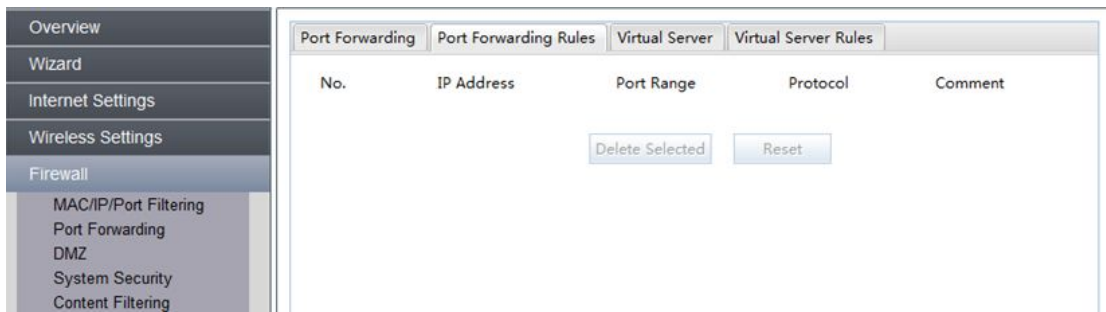 Overview
Wizard
Internet Settings
Wireless Settings
Firewall
MAC/IP/Port Filtering
Port Forwarding
DMZ
System Security
Content Filtering
Port Forwarding Port Forwarding Rules Virtual Server Virtual Server Rules
No. IP Address Port Range Protocol Comment
Delete Selected Reset